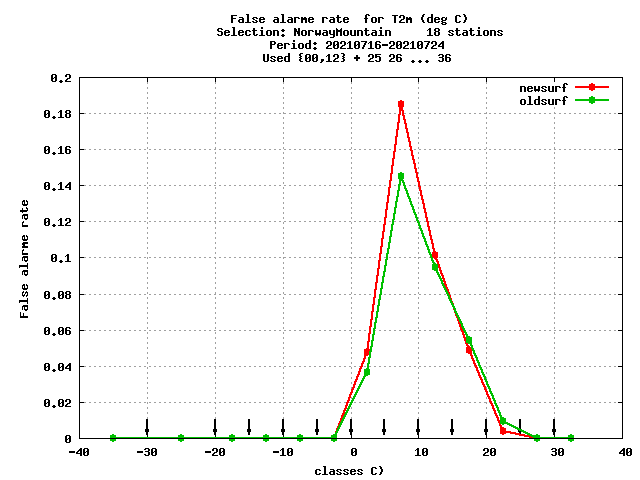 False alarme rate  for T2m (deg C)
Selection: NorwayMountain     18 stations
Period: 20210716-20210724
Used {00,12} + 25 26 ... 36
newsurf
oldsurf
0.2
0.18
0.16
0.14
0.12
0.1
0.08
0.06
0.04
0.02
0
False alarme rate
-40 -30 -20 -10 0 10 20 30 40
classes C)